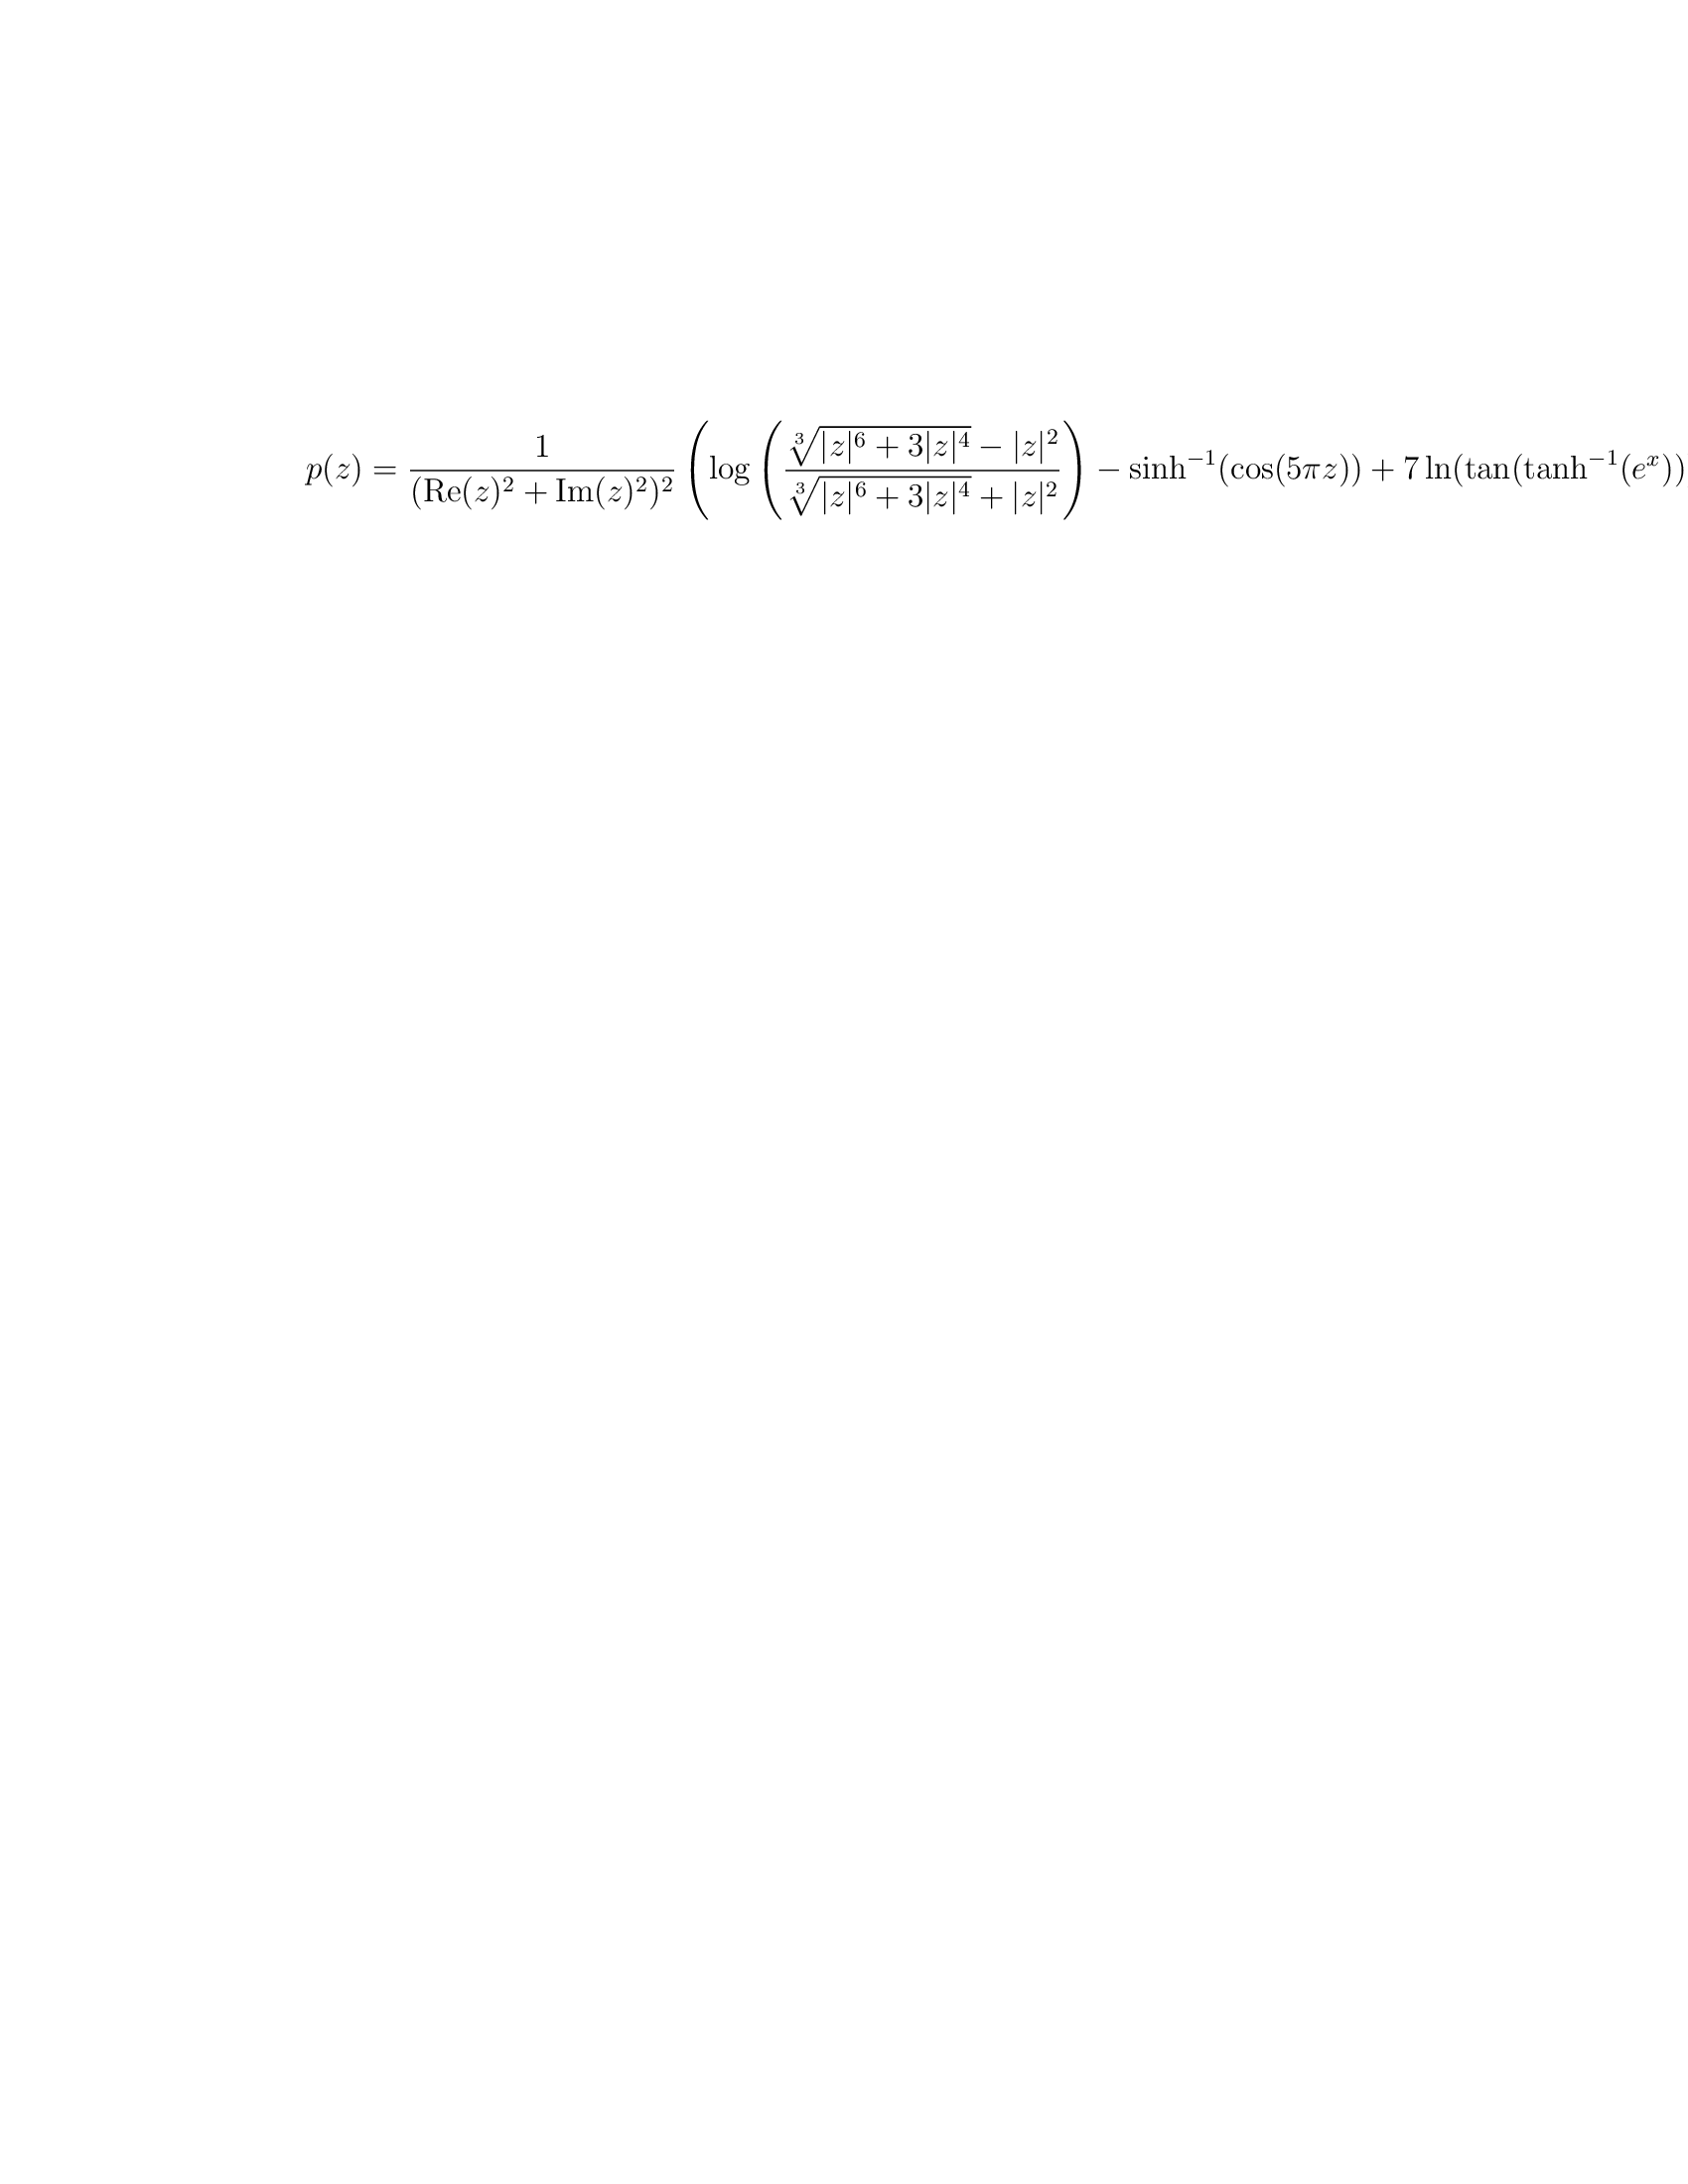 p(z) = \frac{1}{(\mathrm{Re}(z)^2 + \mathrm{Im}(z)^2)^2} \left( \log \left( \frac{\sqrt[3]{|z|^6 + 3|z|^4} - |z|^2}{\sqrt[3]{|z|^6 + 3|z|^4} + |z|^2} \right) - \sinh^{-1}(\cos(5\pi z)) + 7 \ln(\tan(\tanh^{-1}(e^x))